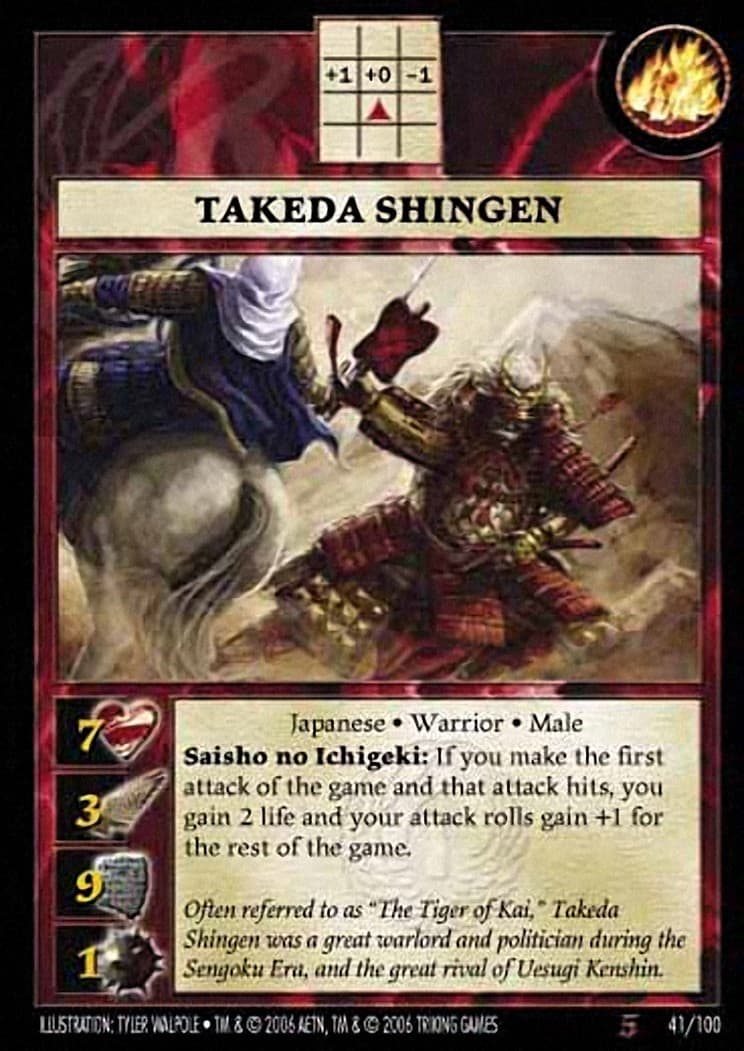 +1 +0 -1
TAKEDA SHINGEN
7
Japanese • Warrior • Male
Saisho no Ichigeki: If you make the first
attack of the game and that attack hits, you
gain 2 life and your attack rolls gain +1 for
the rest of the game.
3
9
Often referred to as “The Tiger of Kai,” Takeda
Shingen was a great warlord and politician during the
Sengoku Era, and the great rival of Uesugi Kenshin.
1
ILLUSTRATION: TYLER WALPOLE • TM & © 2006 AETN, TM & © 2006 TRIKING GAMES
41/100